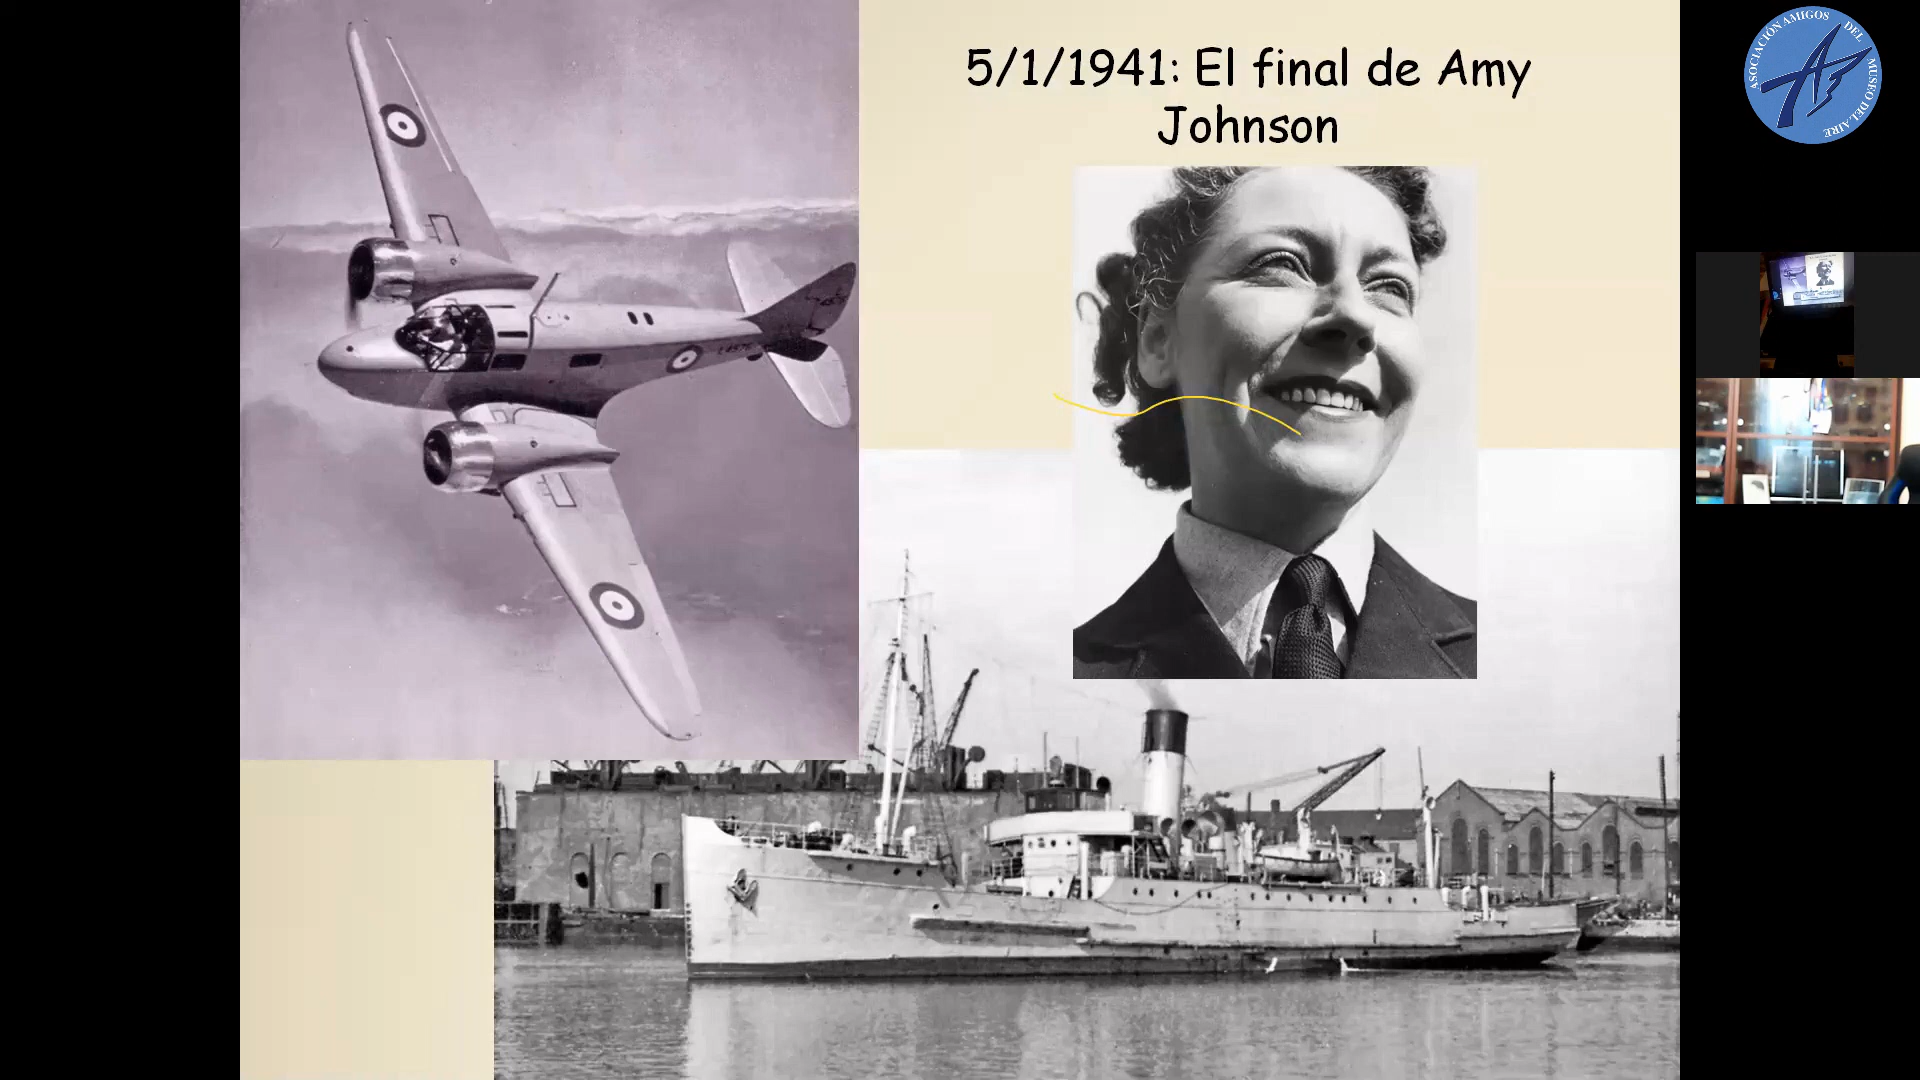 5/1/1941: El final de Amy
Johnson
ASOCIACIÓN AMIGOS DEL MUSEO DEL AIRE